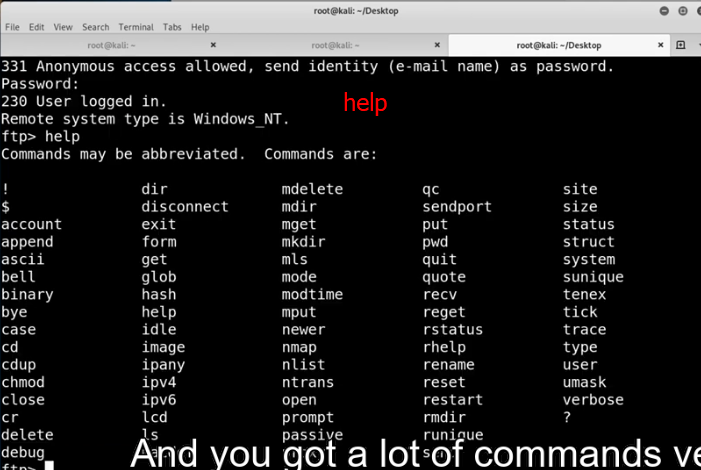 root@kali: ~/Desktop
File Edit View Search Terminal Tabs Help
root@kali: ~ × root@kali: ~ × root@kali: ~/Desktop ×
331 Anonymous access allowed, send identity (e-mail name) as password.
Password:
230 User logged in.
help
Remote system type is Windows_NT.
ftp> help
Commands may be abbreviated. Commands are:
! dir mdelete qc site
$ disconnect mdir sendport size
account exit mget put status
append form mkdir pwd struct
ascii get mls quit system
bell glob mode quote sunique
binary hash modtime recv tenex
bye help mput reget tick
case idle newer rstatus trace
cd image nmap rhelp type
cdup ipany nlist rename user
chmod ipv4 ntrans reset umask
close ipv6 open restart verbose
cr lcd prompt rmdir ?
delete ls passive runique
debug
And you got a lot of commands ve
ftp>